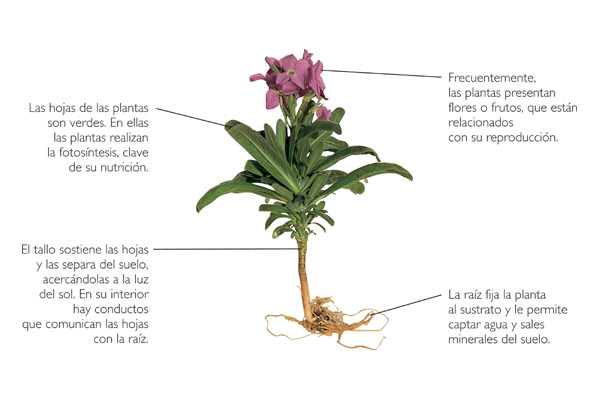 Frecuentemente,
las plantas presentan
flores o frutos, que están
relacionados
con su reproducción.
Las hojas de las plantas
son verdes. En ellas
las plantas realizan
la fotosíntesis, clave
de su nutrición.
El tallo sostiene las hojas
y las separa del suelo,
acercándolas a la luz
del sol. En su interior
hay conductos
que comunican las hojas
con la raíz.
La raíz fija la planta
al sustrato y le permite
captar agua y sales
minerales del suelo.